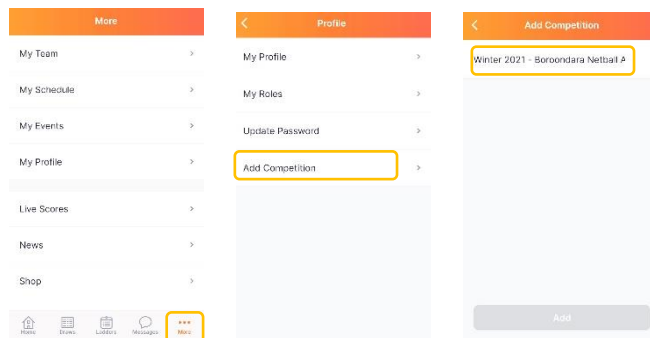 More
My Team
My Schedule
My Events
My Profile
Live Scores
News
Shop
Home
Draws
Ladders
Messages
More
Profile
My Profile
My Roles
Update Password
Add Competition
Add Competition
Winter 2021 - Boroondara Netball A
Add